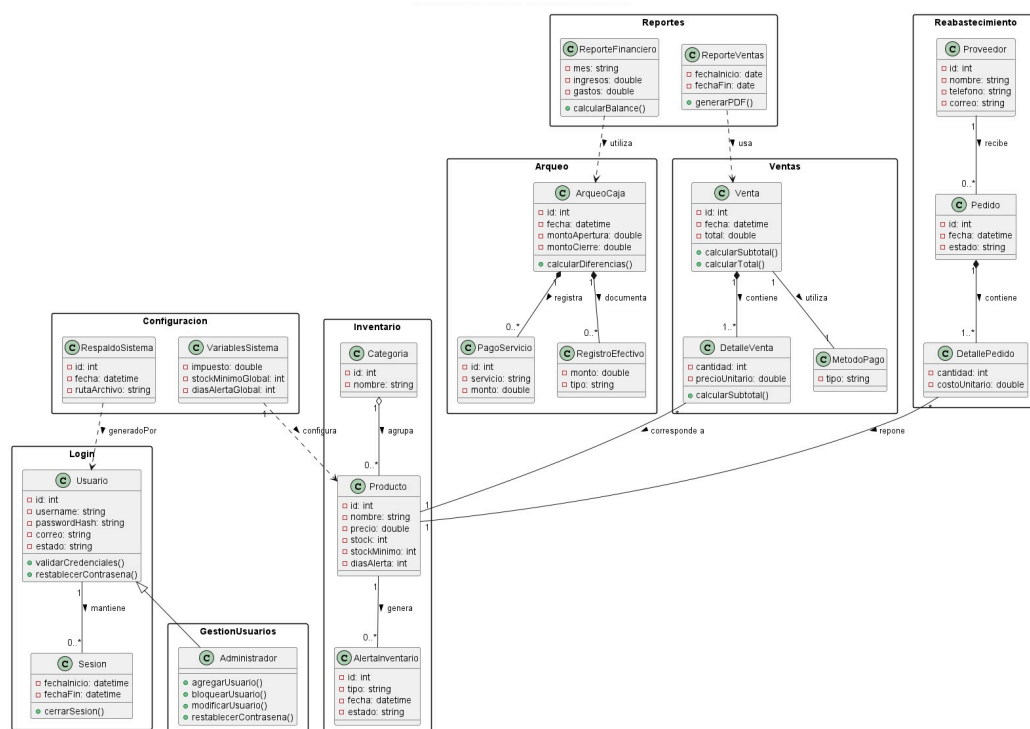 Reportes
C ReporteFinanciero
mes: string
ingresos: double
gastos: double
calcularBalance()
C ReporteVentas
fechaInicio: date
fechaFin: date
generarPDF()
utiliza
usa
Reabastecimiento
C Proveedor
id: int
nombre: string
telefono: string
correo: string
1
recibe
0..*
C Pedido
id: int
fecha: datetime
estado: string
1
contiene
1..*
C DetallePedido
cantidad: int
costoUnitario: double
*
repone
1
Arqueo
C ArqueoCaja
id: int
fecha: datetime
montoApertura: double
montoCierre: double
calcularDiferencias()
1
registra
0..*
1
documenta
0..*
C PagoServicio
id: int
servicio: string
monto: double
C RegistroEfectivo
monto: double
tipo: string
Ventas
C Venta
id: int
fecha: datetime
total: double
calcularSubtotal()
calcularTotal()
1
contiene
1..*
1
utiliza
1
C DetalleVenta
cantidad: int
precioUnitario: double
calcularSubtotal()
C MetodoPago
tipo: string
*
corresponde a
1
Configuracion
C RespaldoSistema
id: int
fecha: datetime
rutaArchivo: string
C VariablesSistema
impuesto: double
stockMinimoGlobal: int
diasAlertaGlobal: int
generadoPor
1
configura
Inventario
C Categoria
id: int
nombre: string
1
agrupa
0..*
C Producto
id: int
nombre: string
precio: double
stock: int
stockMinimo: int
diasAlerta: int
1
genera
0..*
C AlertaInventario
id: int
tipo: string
fecha: datetime
estado: string
Login
C Usuario
id: int
username: string
passwordHash: string
correo: string
estado: string
validarCredenciales()
restablecerContrasena()
1
mantiene
0..*
C Sesion
fechaInicio: datetime
fechaFin: datetime
cerrarSesion()
GestionUsuarios
C Administrador
agregarUsuario()
bloquearUsuario()
modificarUsuario()
restablecerContrasena()